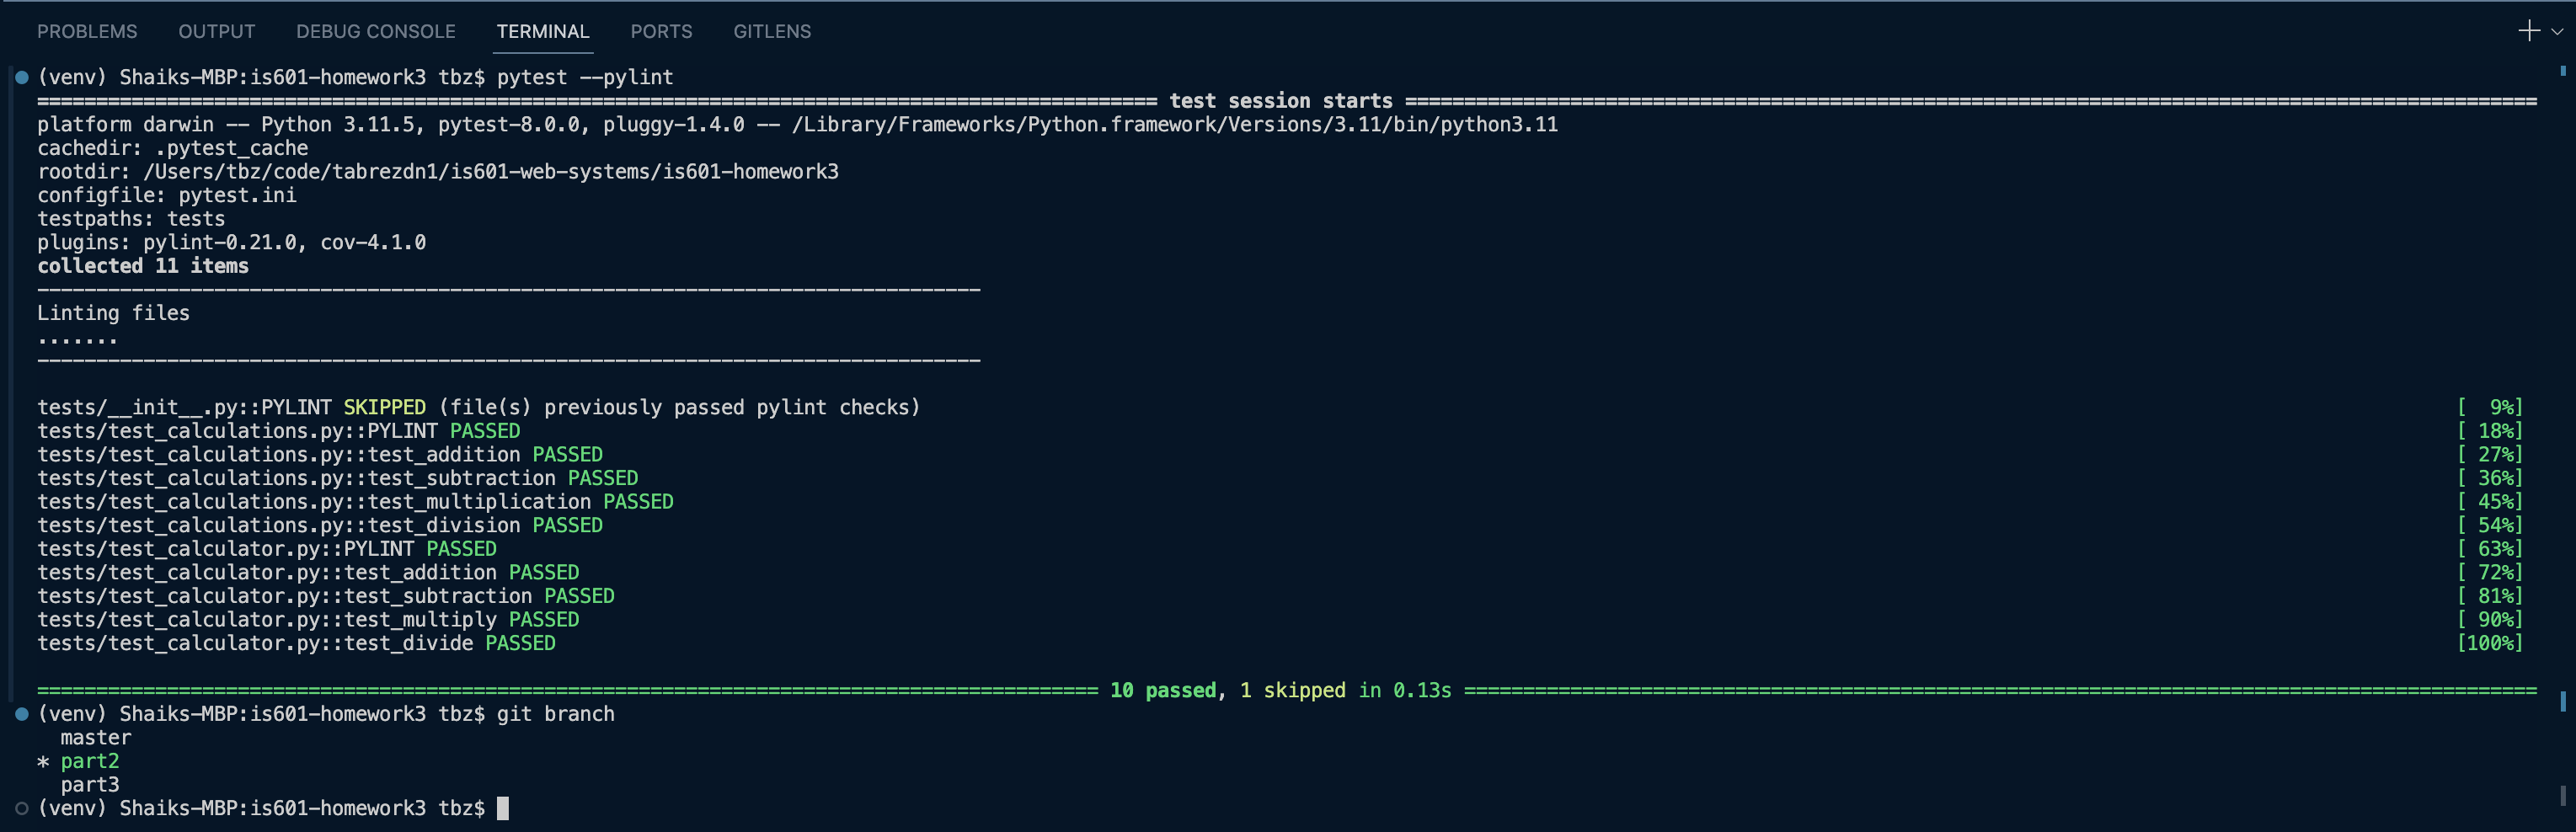 PROBLEMS OUTPUT DEBUG CONSOLE TERMINAL PORTS GITLENS
(venv) Shaiks-MBP:is601-homework3 tbz$ pytest --pylint
=============================================================================================== test session starts ================================================================================================
platform darwin -- Python 3.11.5, pytest-8.0.0, pluggy-1.4.0 -- /Library/Frameworks/Python.framework/Versions/3.11/bin/python3.11
cachedir: .pytest_cache
rootdir: /Users/tbz/code/tabrezdn1/is601-web-systems/is601-homework3
configfile: pytest.ini
testpaths: tests
plugins: pylint-0.21.0, cov-4.1.0
collected 11 items
--------------------------------------------------------------------------------
Linting files
.......
--------------------------------------------------------------------------------
tests/__init__.py::PYLINT SKIPPED (file(s) previously passed pylint checks) [  9%]
tests/test_calculations.py::PYLINT PASSED [ 18%]
tests/test_calculations.py::test_addition PASSED [ 27%]
tests/test_calculations.py::test_subtraction PASSED [ 36%]
tests/test_calculations.py::test_multiplication PASSED [ 45%]
tests/test_calculations.py::test_division PASSED [ 54%]
tests/test_calculator.py::PYLINT PASSED [ 63%]
tests/test_calculator.py::test_addition PASSED [ 72%]
tests/test_calculator.py::test_subtraction PASSED [ 81%]
tests/test_calculator.py::test_multiply PASSED [ 90%]
tests/test_calculator.py::test_divide PASSED [100%]
========================================================================================== 10 passed, 1 skipped in 0.13s ===========================================================================================
(venv) Shaiks-MBP:is601-homework3 tbz$ git branch
  master
* part2
  part3
(venv) Shaiks-MBP:is601-homework3 tbz$